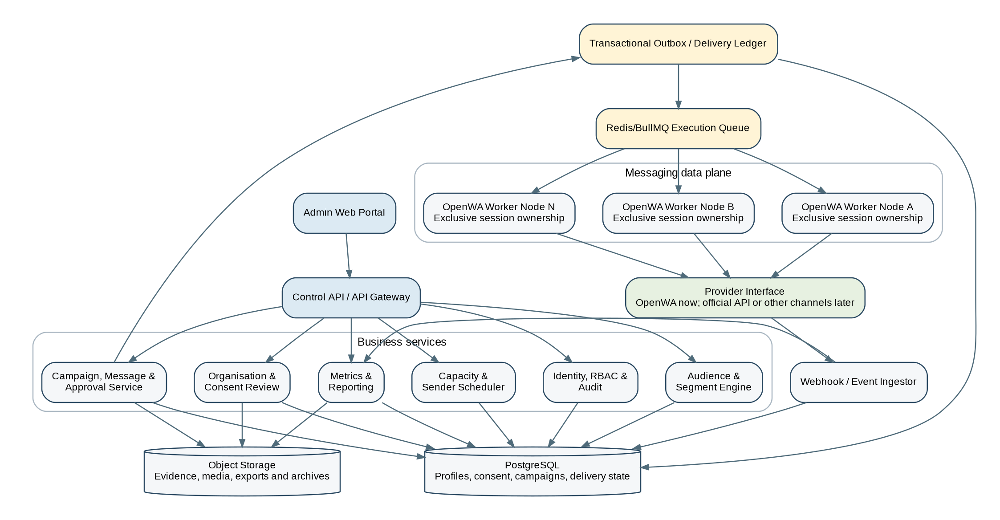 Transactional Outbox / Delivery Ledger
Redis/BullMQ Execution Queue
Messaging data plane
Admin Web Portal
OpenWA Worker Node N
Exclusive session ownership
OpenWA Worker Node B
Exclusive session ownership
OpenWA Worker Node A
Exclusive session ownership
Control API / API Gateway
Provider Interface
OpenWA now; official API or other channels later
Business services
Campaign, Message &
Approval Service
Organisation &
Consent Review
Metrics &
Reporting
Capacity &
Sender Scheduler
Identity, RBAC &
Audit
Audience &
Segment Engine
Webhook / Event Ingestor
Object Storage
Evidence, media, exports and archives
PostgreSQL
Profiles, consent, campaigns, delivery state